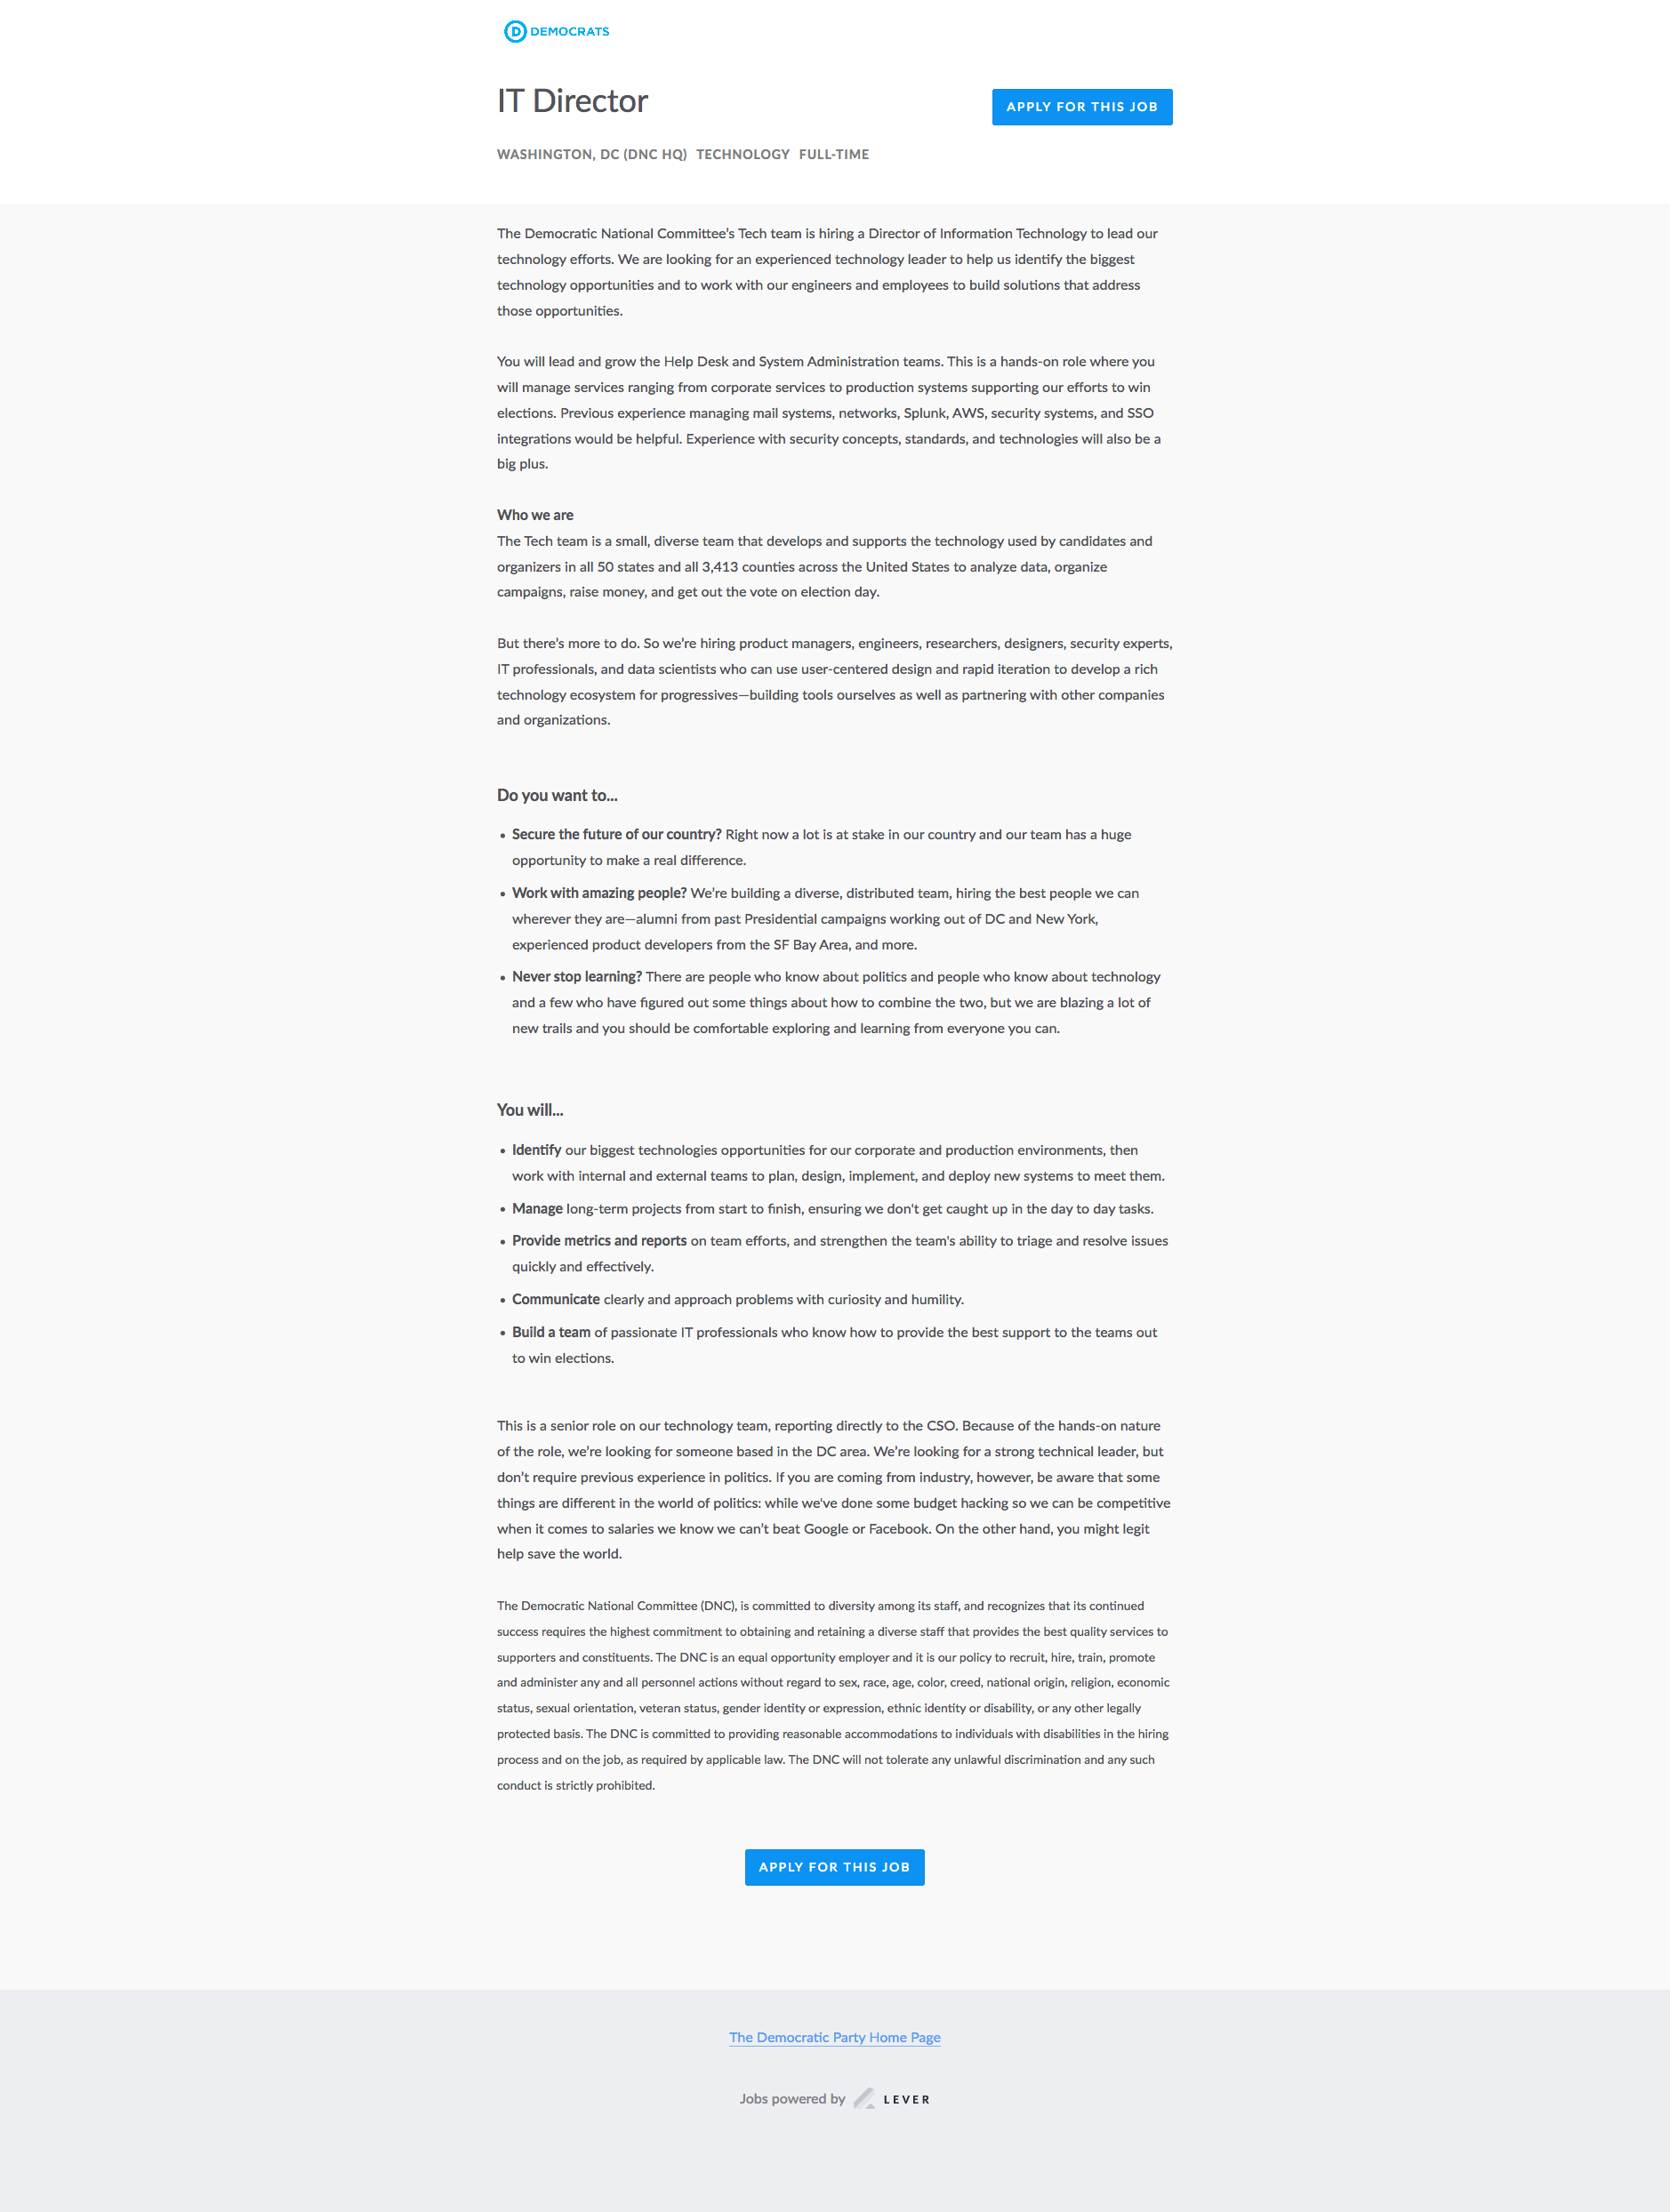 DEMOCRATS
IT Director
APPLY FOR THIS JOB
WASHINGTON, DC (DNC HQ) TECHNOLOGY FULL-TIME
The Democratic National Committee’s Tech team is hiring a Director of Information Technology to lead our
technology efforts. We are looking for an experienced technology leader to help us identify the biggest
technology opportunities and to work with our engineers and employees to build solutions that address
those opportunities.
You will lead and grow the Help Desk and System Administration teams. This is a hands-on role where you
will manage services ranging from corporate services to production systems supporting our efforts to win
elections. Previous experience managing mail systems, networks, Splunk, AWS, security systems, and SSO
integrations would be helpful. Experience with security concepts, standards, and technologies will also be a
big plus.
Who we are
The Tech team is a small, diverse team that develops and supports the technology used by candidates and
organizers in all 50 states and all 3,413 counties across the United States to analyze data, organize
campaigns, raise money, and get out the vote on election day.
But there’s more to do. So we’re hiring product managers, engineers, researchers, designers, security experts,
IT professionals, and data scientists who can use user-centered design and rapid iteration to develop a rich
technology ecosystem for progressives—building tools ourselves as well as partnering with other companies
and organizations.
Do you want to...
• Secure the future of our country? Right now a lot is at stake in our country and our team has a huge
opportunity to make a real difference.
• Work with amazing people? We’re building a diverse, distributed team, hiring the best people we can
wherever they are—alumni from past Presidential campaigns working out of DC and New York,
experienced product developers from the SF Bay Area, and more.
• Never stop learning? There are people who know about politics and people who know about technology
and a few who have figured out some things about how to combine the two, but we are blazing a lot of
new trails and you should be comfortable exploring and learning from everyone you can.
You will...
• Identify our biggest technologies opportunities for our corporate and production environments, then
work with internal and external teams to plan, design, implement, and deploy new systems to meet them.
• Manage long-term projects from start to finish, ensuring we don't get caught up in the day to day tasks.
• Provide metrics and reports on team efforts, and strengthen the team's ability to triage and resolve issues
quickly and effectively.
• Communicate clearly and approach problems with curiosity and humility.
• Build a team of passionate IT professionals who know how to provide the best support to the teams out
to win elections.
This is a senior role on our technology team, reporting directly to the CSO. Because of the hands-on nature
of the role, we’re looking for someone based in the DC area. We’re looking for a strong technical leader, but
don’t require previous experience in politics. If you are coming from industry, however, be aware that some
things are different in the world of politics: while we've done some budget hacking so we can be competitive
when it comes to salaries we know we can’t beat Google or Facebook. On the other hand, you might legit
help save the world.
The Democratic National Committee (DNC), is committed to diversity among its staff, and recognizes that its continued
success requires the highest commitment to obtaining and retaining a diverse staff that provides the best quality services to
supporters and constituents. The DNC is an equal opportunity employer and it is our policy to recruit, hire, train, promote
and administer any and all personnel actions without regard to sex, race, age, color, creed, national origin, religion, economic
status, sexual orientation, veteran status, gender identity or expression, ethnic identity or disability, or any other legally
protected basis. The DNC is committed to providing reasonable accommodations to individuals with disabilities in the hiring
process and on the job, as required by applicable law. The DNC will not tolerate any unlawful discrimination and any such
conduct is strictly prohibited.
APPLY FOR THIS JOB
The Democratic Party Home Page
Jobs powered by LEVER